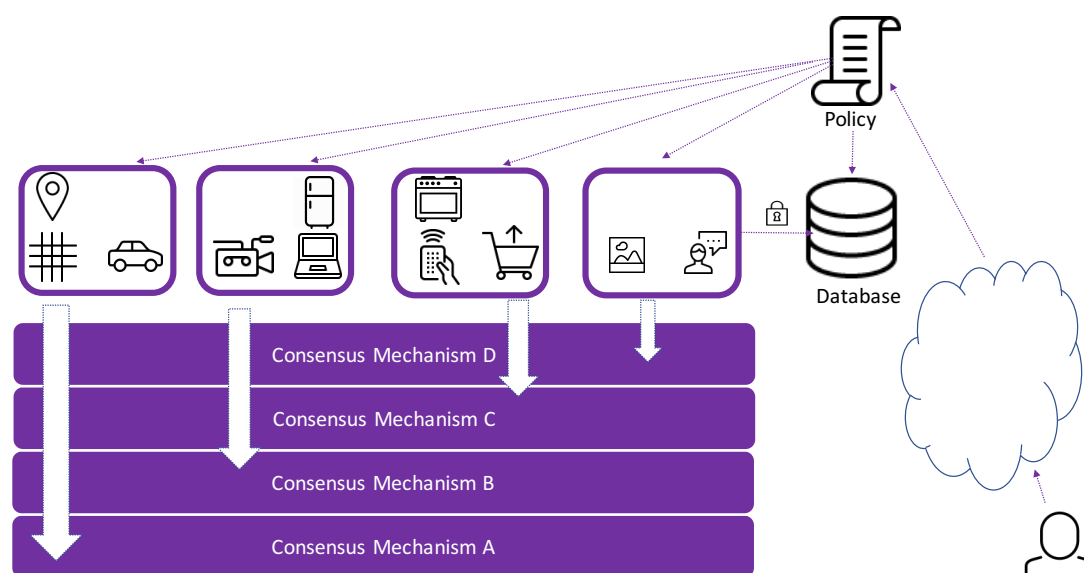 Policy
Database
Consensus Mechanism D
Consensus Mechanism C
Consensus Mechanism B
Consensus Mechanism A